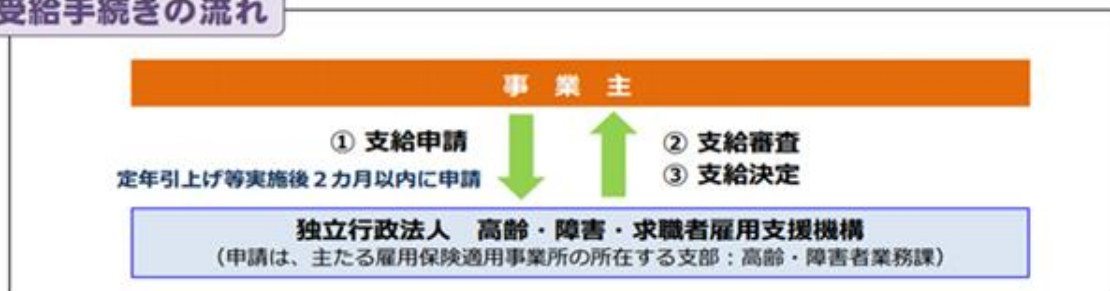 受給手続きの流れ
事 業 主
① 支給申請
定年引上げ等実施後２カ月以内に申請
② 支給審査
③ 支給決定
独立行政法人　高齢・障害・求職者雇用支援機構
（申請は、主たる雇用保険適用事業所の所在する支部：高齢・障害者業務課）